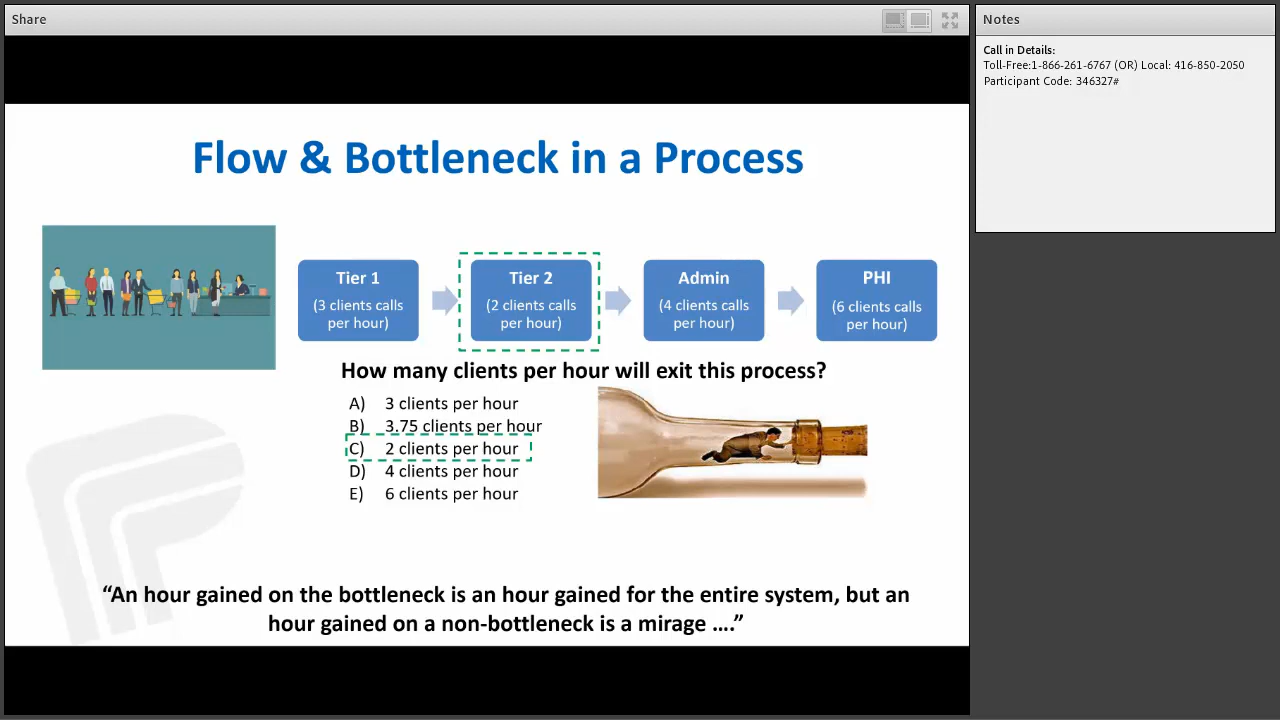 Share
Notes
Call in Details:
Toll-Free:1-866-261-6767 (OR) Local: 416-850-2050
Participant Code: 346327#
Flow & Bottleneck in a Process
Tier 1
(3 clients calls
per hour)
Tier 2
(2 clients calls
per hour)
Admin
(4 clients calls
per hour)
PHI
(6 clients calls
per hour)
How many clients per hour will exit this process?
A) 3 clients per hour
B) 3.75 clients per hour
C) 2 clients per hour
D) 4 clients per hour
E) 6 clients per hour
“An hour gained on the bottleneck is an hour gained for the entire system, but an
hour gained on a non-bottleneck is a mirage ….”